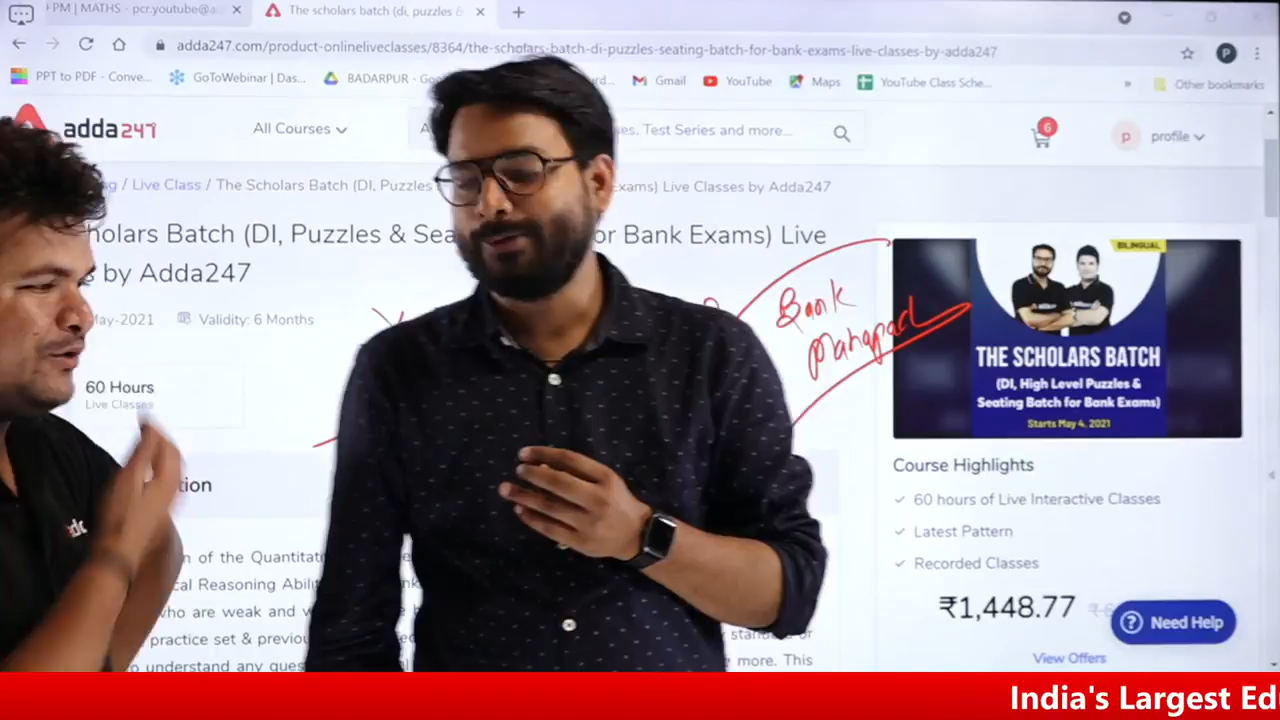 PM | MATHS - pcr.youtube@a
The scholars batch (di, puzzles &
adda247.com/product-onlineliveclasses/8364/the-scholars-batch-di-puzzles-seating-batch-for-bank-exams-live-classes-by-adda247
PPT to PDF - Conve...
GoToWebinar | Das...
BADARPUR - Goo
Gmail
YouTube
Maps
YouTube Class Sche...
»
Other bookmarks
adda247
All Courses
Test Series and more...
6
p
profile
/ Live Class / The Scholars Batch (DI, Puzzles
Exams) Live Classes by Adda247
holars Batch (DI, Puzzles & Sea
or Bank Exams) Live
by Adda247
May-2021
Validity: 6 Months
60 Hours
Live Classes
Bank
Mahapack
BILINGUAL
THE SCHOLARS BATCH
(DI, High Level Puzzles &
Seating Batch for Bank Exams)
Starts May 4, 2021
Course Highlights
60 hours of Live Interactive Classes
Latest Pattern
Recorded Classes
₹1,448.77
Need Help
View Offers
tion
n of the Quantitat
cal Reasoning Abili
who are weak and w
practice set & previou
understand any ques
more. This
India's Largest Ed